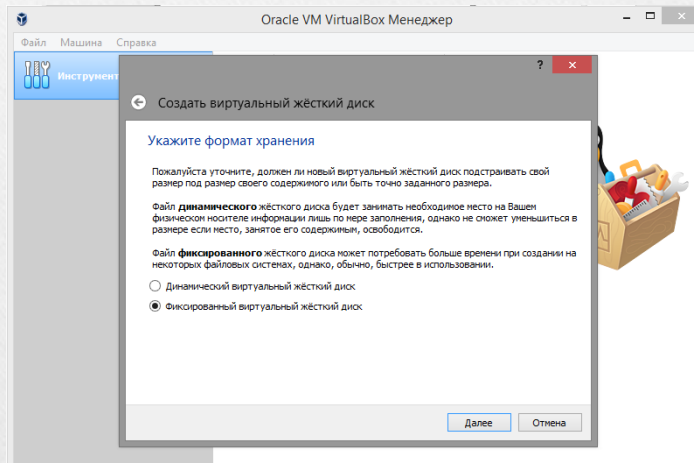 Oracle VM VirtualBox Менеджер
Файл Машина Справка
Инструмент
?
Создать виртуальный жёсткий диск
Укажите формат хранения
Пожалуйста уточните, должен ли новый виртуальный жёсткий диск подстраивать свой
размер под размер своего содержимого или быть точно заданного размера.
Файл динамического жёсткого диска будет занимать необходимое место на Вашем
физическом носителе информации лишь по мере заполнения, однако не сможет уменьшиться в
размере если место, занятое его содержимым, освободится.
Файл фиксированного жёсткого диска может потребовать больше времени при создании на
некоторых файловых системах, однако, обычно, быстрее в использовании.
Динамический виртуальный жёсткий диск
Фиксированный виртуальный жёсткий диск
Далее Отмена